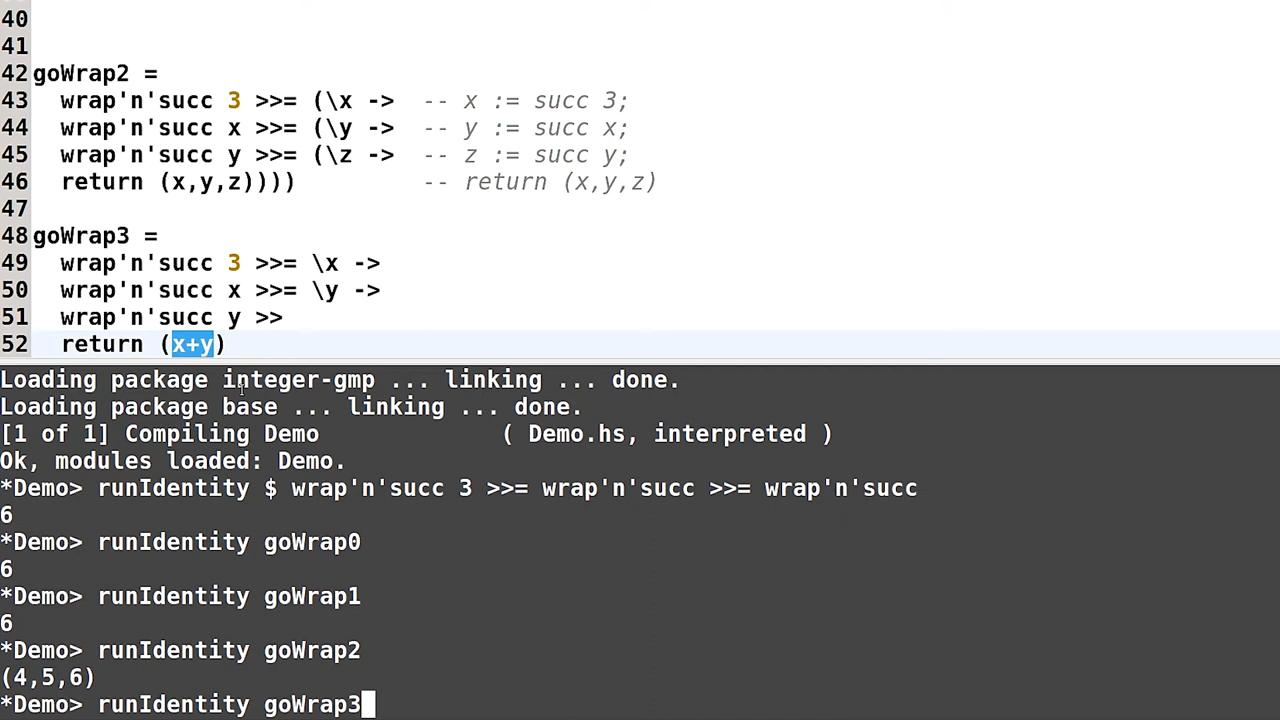 40
41
42 goWrap2 =
43   wrap'n'succ 3 >>= (\x ->  -- x := succ 3;
44   wrap'n'succ x >>= (\y ->  -- y := succ x;
45   wrap'n'succ y >>= (\z ->  -- z := succ y;
46   return (x,y,z))))         -- return (x,y,z)
47
48 goWrap3 =
49   wrap'n'succ 3 >>= \x ->
50   wrap'n'succ x >>= \y ->
51   wrap'n'succ y >>
52   return (x+y)
Loading package integer-gmp ... linking ... done.
Loading package base ... linking ... done.
[1 of 1] Compiling Demo             ( Demo.hs, interpreted )
Ok, modules loaded: Demo.
*Demo> runIdentity $ wrap'n'succ 3 >>= wrap'n'succ >>= wrap'n'succ
6
*Demo> runIdentity goWrap0
6
*Demo> runIdentity goWrap1
6
*Demo> runIdentity goWrap2
(4,5,6)
*Demo> runIdentity goWrap3